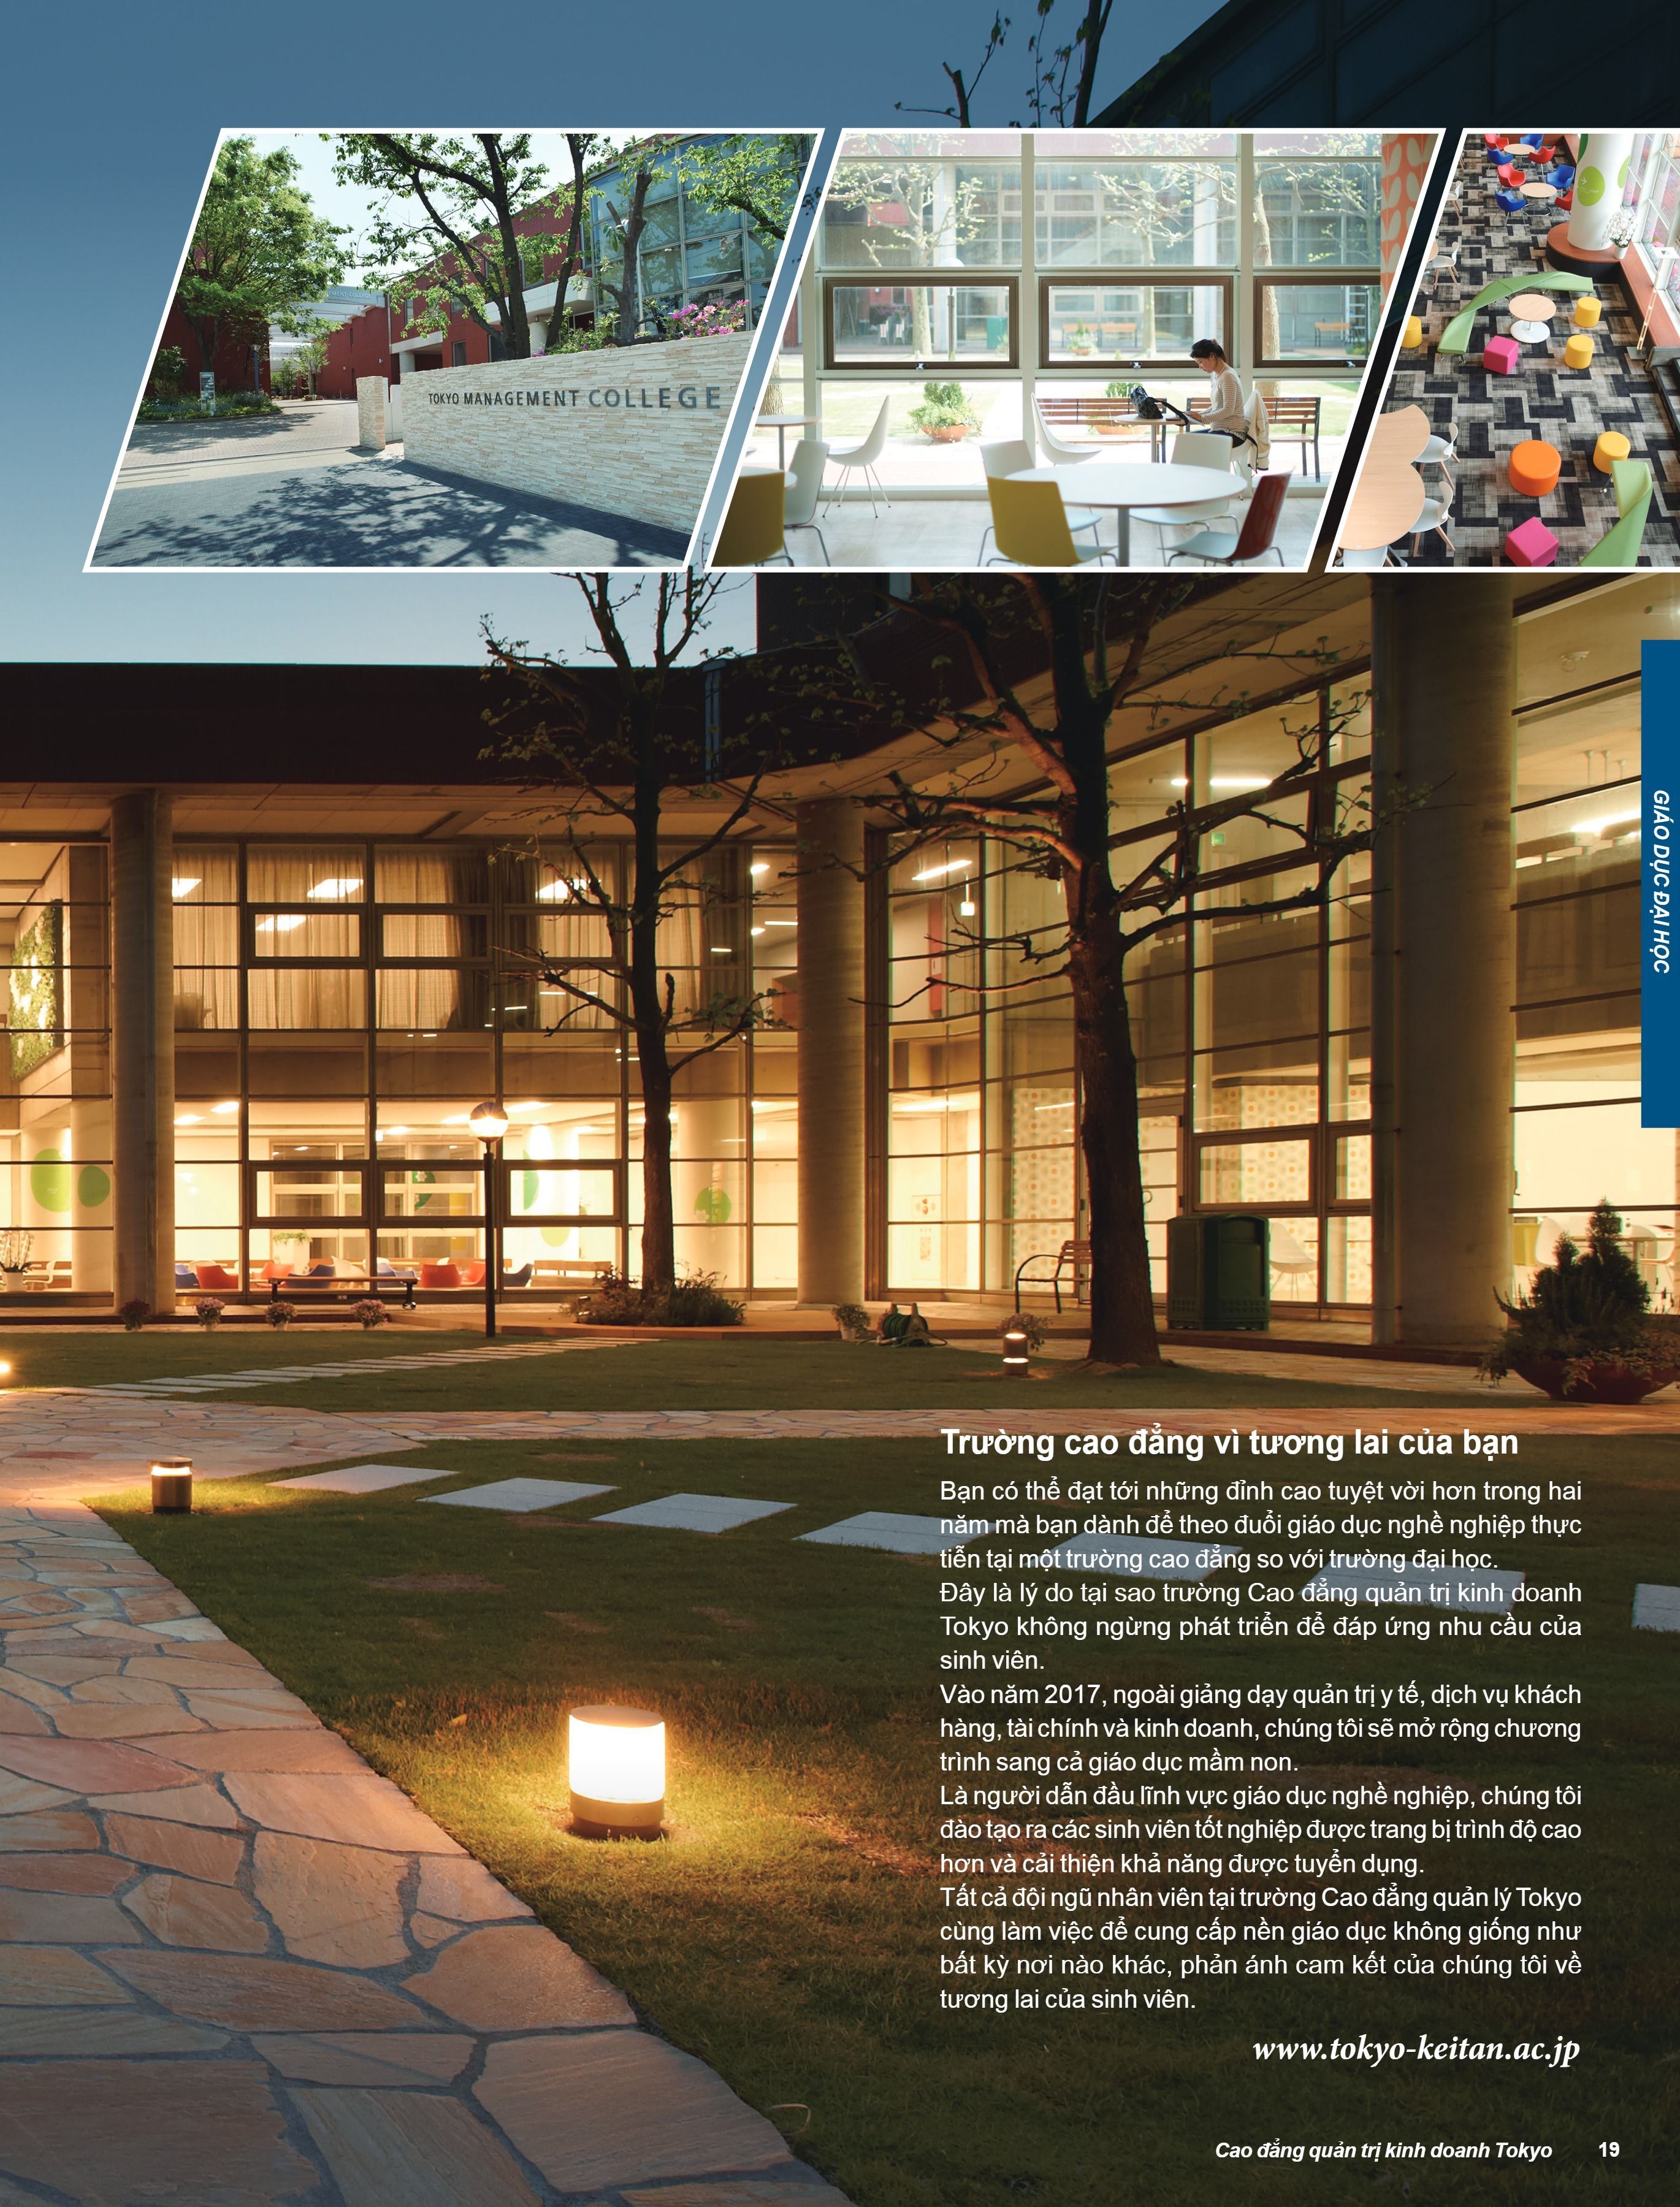 TOKYO MANAGEMENT COLLEGE
GIÁO DỤC ĐẠI HỌC
Trường cao đẳng vì tương lai của bạn
Bạn có thể đạt tới những đỉnh cao tuyệt vời hơn trong hai
năm mà bạn dành để theo đuổi giáo dục nghề nghiệp thực
tiễn tại một trường cao đẳng so với trường đại học.
Đây là lý do tại sao trường Cao đẳng quản trị kinh doanh
Tokyo không ngừng phát triển để đáp ứng nhu cầu của
sinh viên.
Vào năm 2017, ngoài giảng dạy quản trị y tế, dịch vụ khách
hàng, tài chính và kinh doanh, chúng tôi sẽ mở rộng chương
trình sang cả giáo dục mầm non.
Là người dẫn đầu lĩnh vực giáo dục nghề nghiệp, chúng tôi
đào tạo ra các sinh viên tốt nghiệp được trang bị trình độ cao
hơn và cải thiện khả năng được tuyển dụng.
Tất cả đội ngũ nhân viên tại trường Cao đẳng quản lý Tokyo
cùng làm việc để cung cấp nền giáo dục không giống như
bất kỳ nơi nào khác, phản ánh cam kết của chúng tôi về
tương lai của sinh viên.
www.tokyo-keitan.ac.jp
Cao đẳng quản trị kinh doanh Tokyo 19